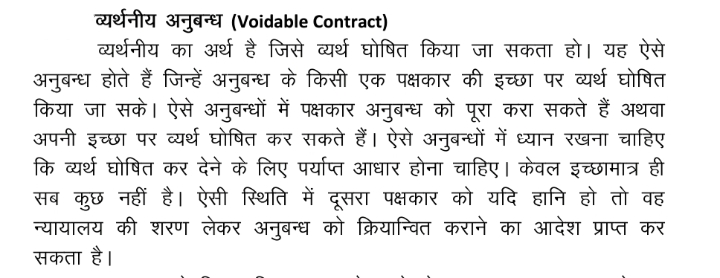 व्यर्थनीय अनुबन्ध (Voidable Contract)
व्यर्थनीय का अर्थ है जिसे व्यर्थ घोषित किया जा सकता हो। यह ऐसे
अनुबन्ध होते हैं जिन्हें अनुबन्ध के किसी एक पक्षकार की इच्छा पर व्यर्थ घोषित
किया जा सके। ऐसे अनुबन्धों में पक्षकार अनुबन्ध को पूरा करा सकते हैं अथवा
अपनी इच्छा पर व्यर्थ घोषित कर सकते हैं। ऐसे अनुबन्धों में ध्यान रखना चाहिए
कि व्यर्थ घोषित कर देने के लिए पर्याप्त आधार होना चाहिए। केवल इच्छामात्र ही
सब कुछ नहीं है। ऐसी स्थिति में दूसरा पक्षकार को यदि हानि हो तो वह
न्यायालय की शरण लेकर अनुबन्ध को क्रियान्वित कराने का आदेश प्राप्त कर
सकता है।